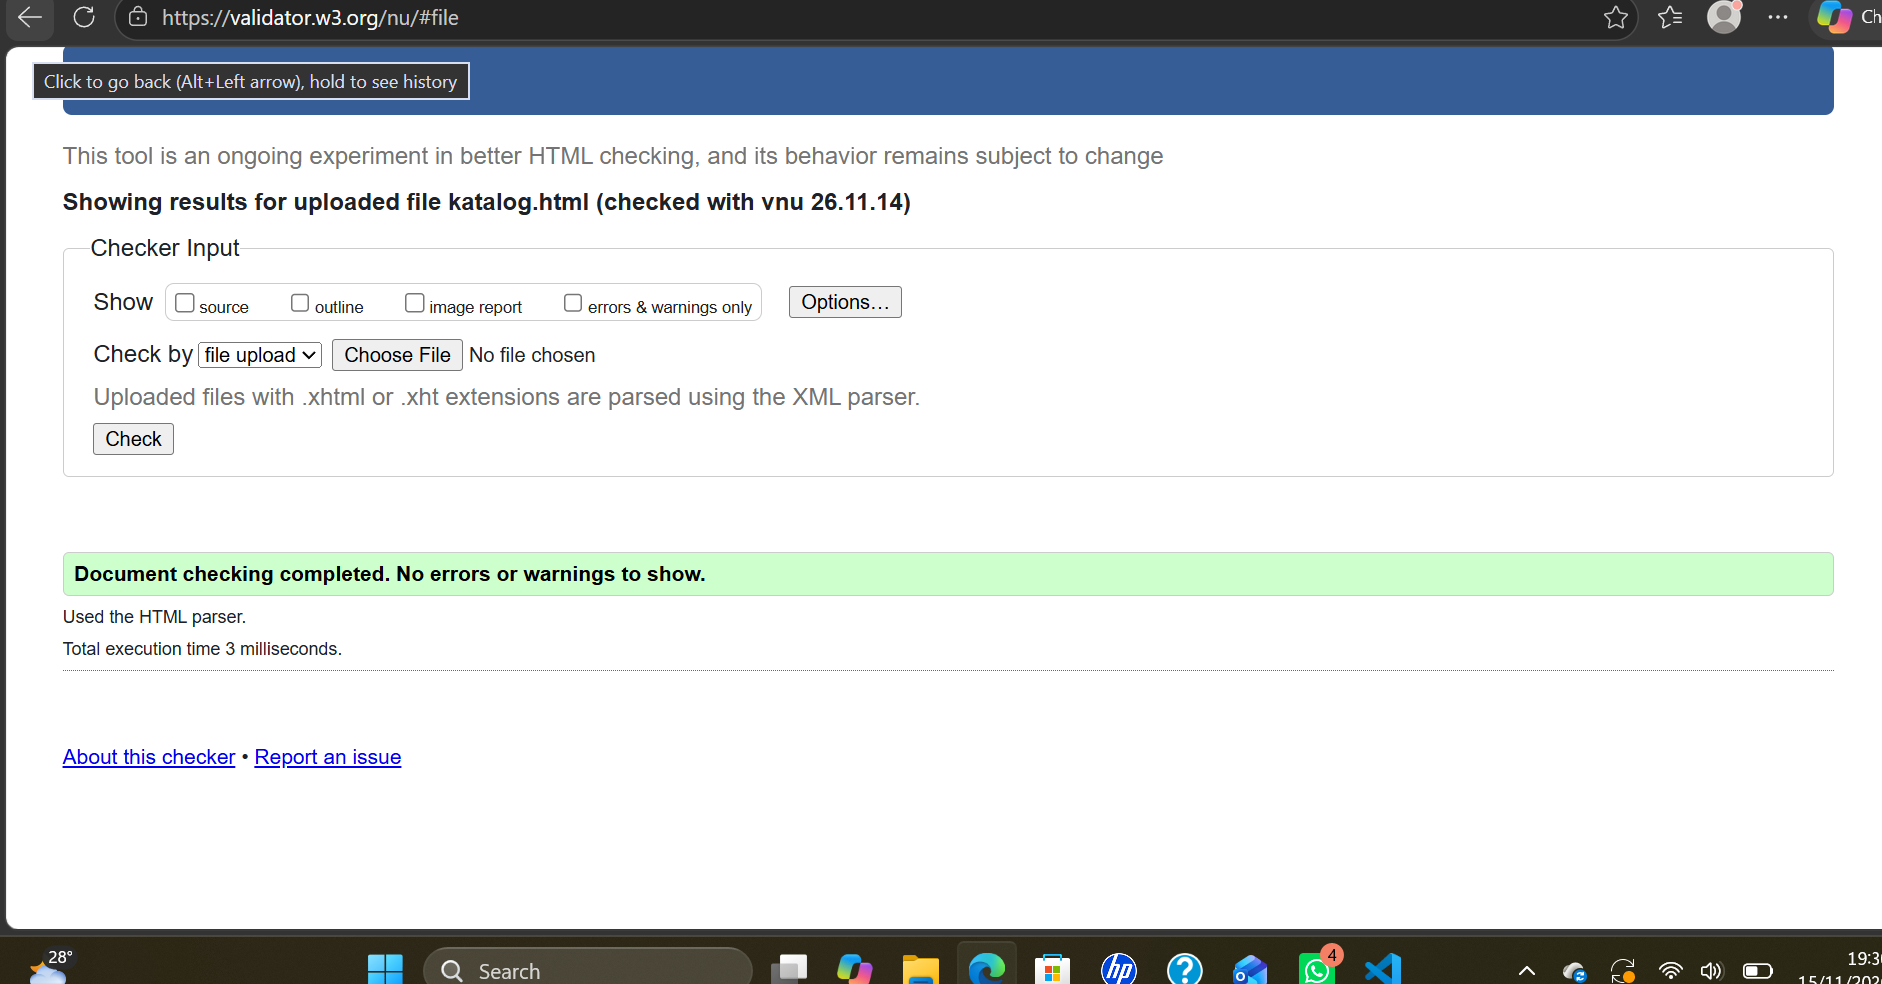 https://validator.w3.org/nu/#file
Click to go back (Alt+Left arrow), hold to see history
This tool is an ongoing experiment in better HTML checking, and its behavior remains subject to change
Showing results for uploaded file katalog.html (checked with vnu 26.11.14)
Checker Input
Show source outline image report errors & warnings only Options...
Check by file upload Choose File No file chosen
Uploaded files with .xhtml or .xht extensions are parsed using the XML parser.
Check
Document checking completed. No errors or warnings to show.
Used the HTML parser.
Total execution time 3 milliseconds.
About this checker • Report an issue
28°
Search
hp
4